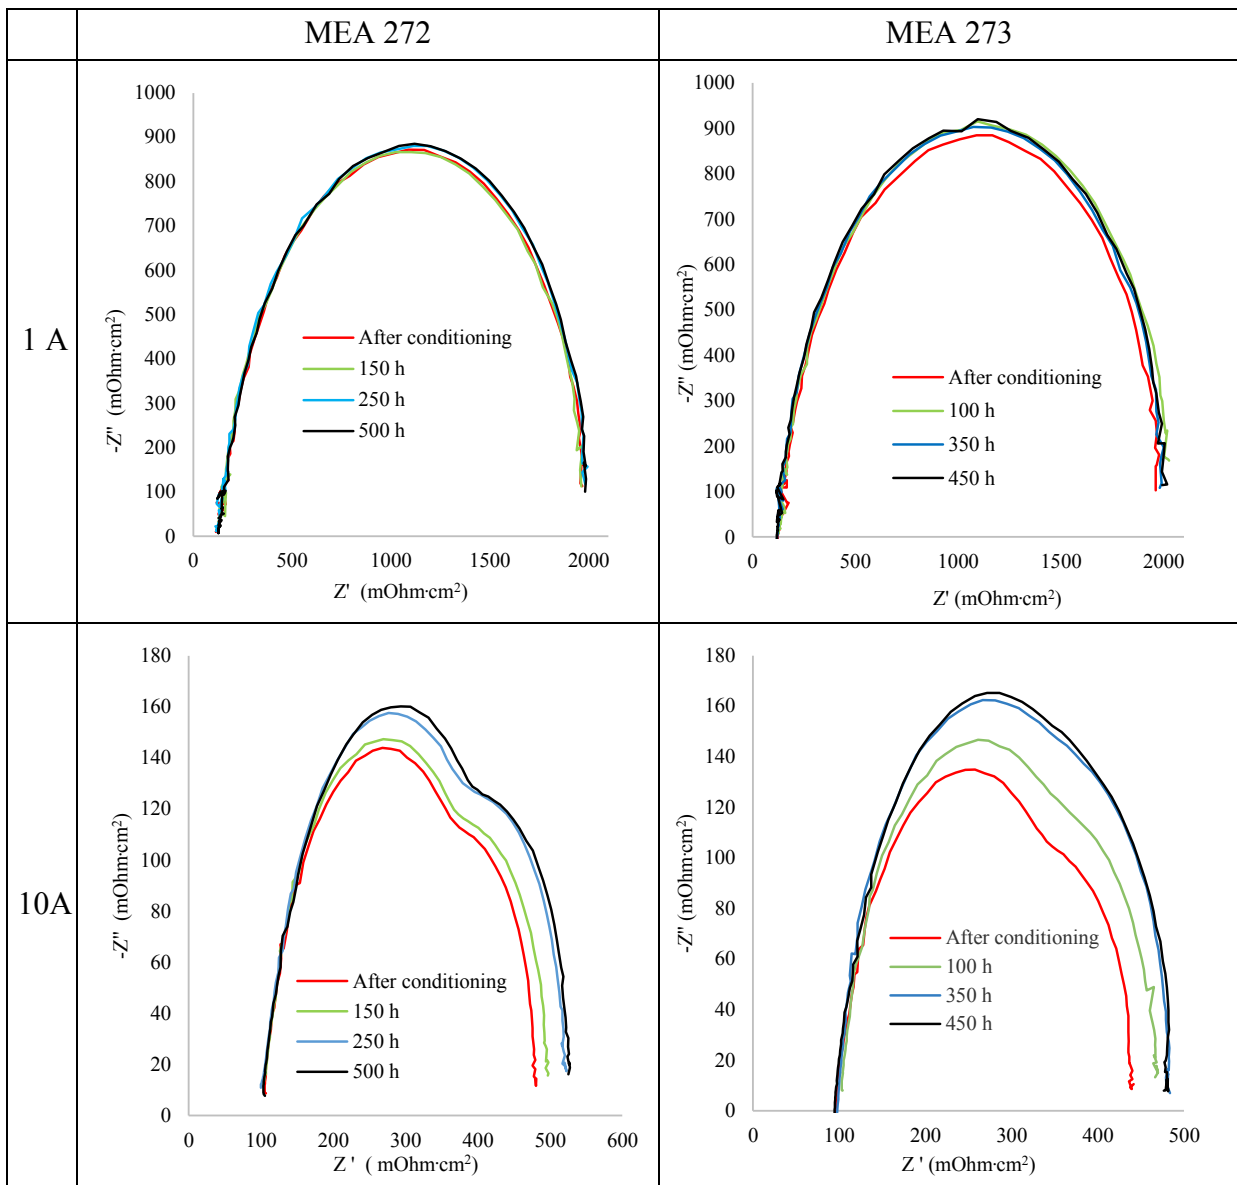 MEA 272
MEA 273
1 A
1000
900
800
700
600
500
400
300
200
100
0
-Z" (mOhm·cm²)
After conditioning
150 h
250 h
500 h
0 500 1000 1500 2000
Z' (mOhm·cm²)
1000
900
800
700
600
500
400
300
200
100
0
-Z" (mOhm·cm²)
After conditioning
100 h
350 h
450 h
0 500 1000 1500 2000
Z' (mOhm·cm²)
10A
180
160
140
120
100
80
60
40
20
0
-Z" (mOhm·cm²)
After conditioning
150 h
250 h
500 h
0 100 200 300 400 500 600
Z ' ( mOhm·cm²)
180
160
140
120
100
80
60
40
20
0
-Z" (mOhm·cm²)
After conditioning
100 h
350 h
450 h
0 100 200 300 400 500
Z ' (mOhm·cm²)